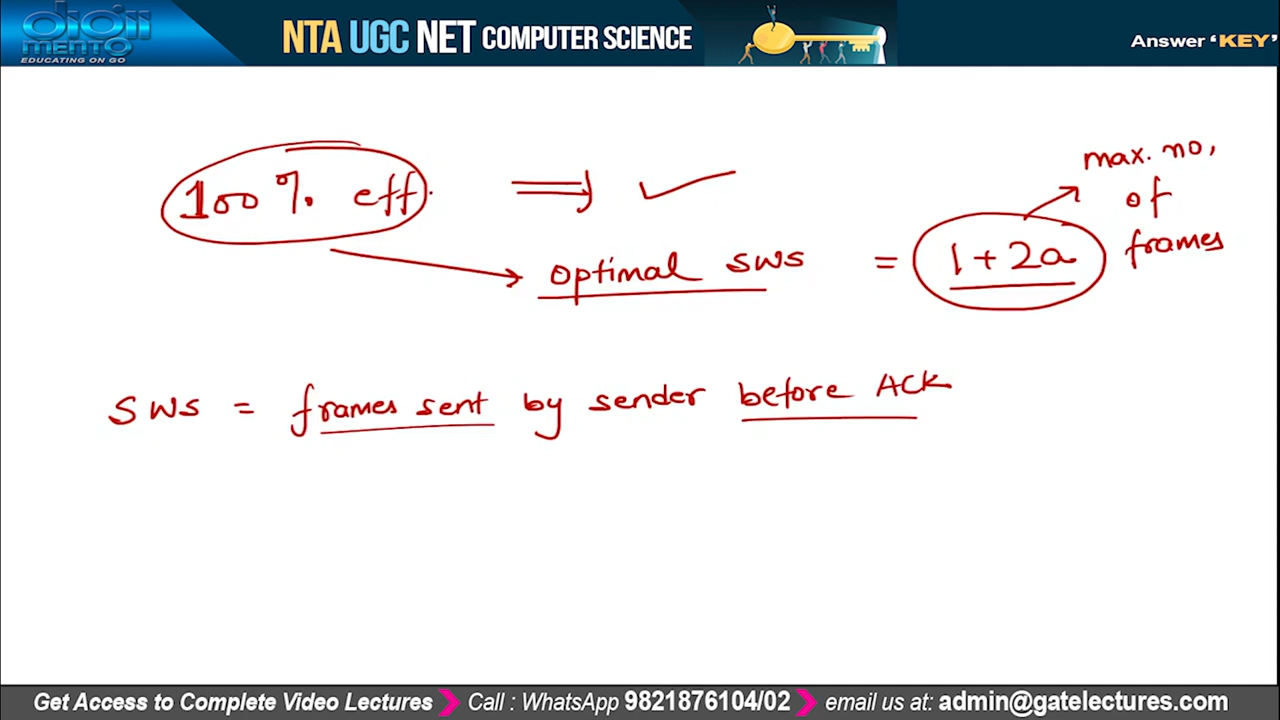 digii
MENTO
EDUCATING ON GO
NTA UGC NET COMPUTER SCIENCE
Answer ‘KEY’
100 % eff.
max. no.
of
frames
optimal SWS = 1+2a
SWS = frames sent by sender before ACK
Get Access to Complete Video Lectures Call : WhatsApp 9821876104/02 email us at: admin@gatelectures.com